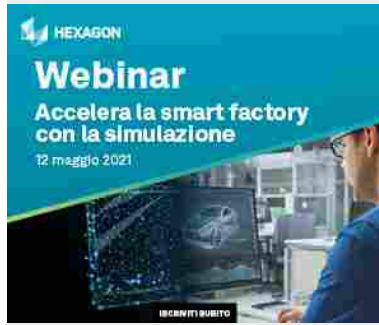 HEXAGON
Webinar
Accelera la smart factory
con la simulazione
12 maggio 2021
ISCRIVITI SUBITO